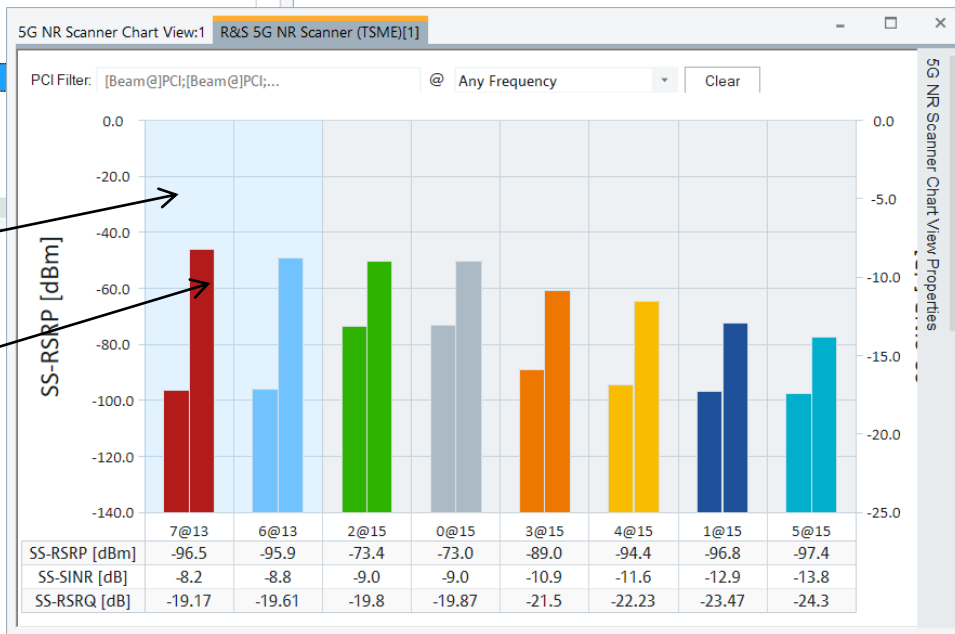 5G NR Scanner Chart View:1 R&S 5G NR Scanner (TSME)[1]
PCI Filter: [Beam@]PCI;[Beam@]PCI;... @ Any Frequency Clear
5G NR Scanner Chart View Properties
SS-RSRP [dBm]
0.0
-20.0
-40.0
-60.0
-80.0
-100.0
-120.0
-140.0
0.0
-5.0
-10.0
-15.0
-20.0
-25.0
7@13 6@13 2@15 0@15 3@15 4@15 1@15 5@15
SS-RSRP [dBm] -96.5 -95.9 -73.4 -73.0 -89.0 -94.4 -96.8 -97.4
SS-SINR [dB] -8.2 -8.8 -9.0 -9.0 -10.9 -11.6 -12.9 -13.8
SS-RSRQ [dB] -19.17 -19.61 -19.8 -19.87 -21.5 -22.23 -23.47 -24.3